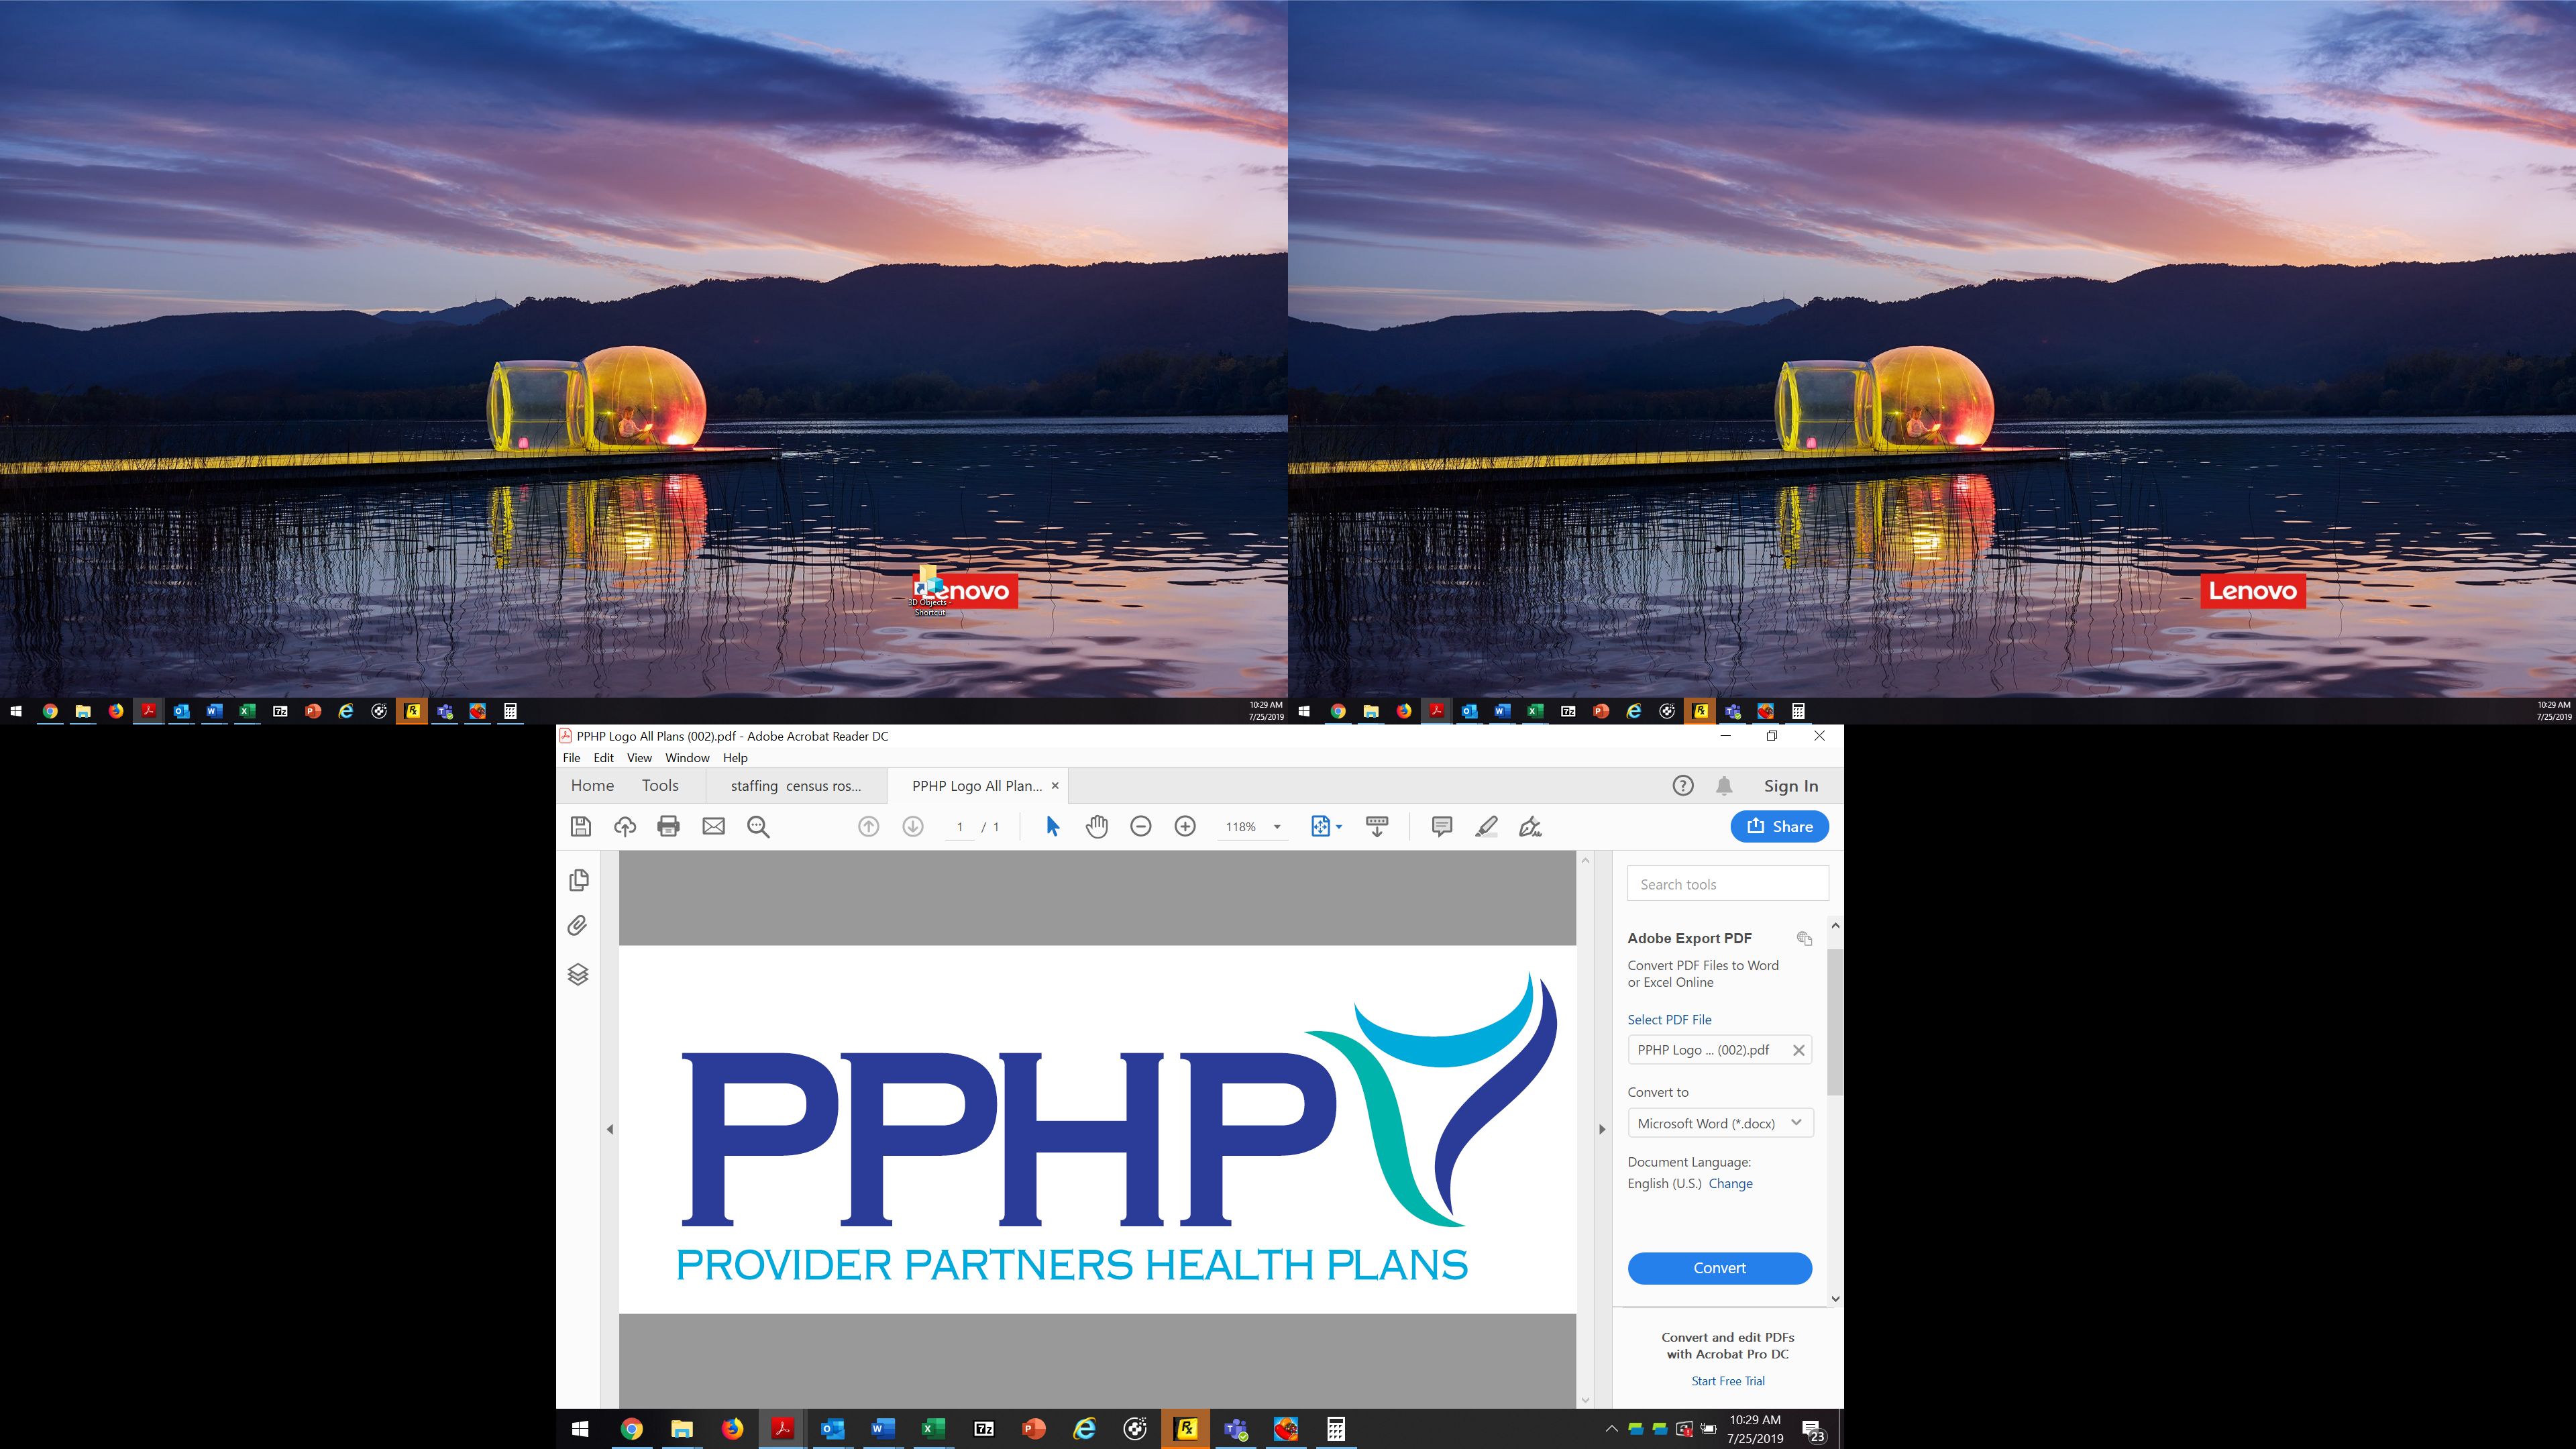 3D Objects -
Shortcut
Lenovo
10:29 AM
7/25/2019
Lenovo
10:29 AM
7/25/2019
PPHP Logo All Plans (002).pdf - Adobe Acrobat Reader DC
File Edit View Window Help
Home Tools staffing census ros... PPHP Logo All Plan... Sign In
1 / 1 118% Share
Search tools
Adobe Export PDF
Convert PDF Files to Word
or Excel Online
Select PDF File
PPHP Logo ... (002).pdf
Convert to
Microsoft Word (*.docx)
Document Language:
English (U.S.) Change
Convert
Convert and edit PDFs
with Acrobat Pro DC
Start Free Trial
PPHP
PROVIDER PARTNERS HEALTH PLANS
10:29 AM
7/25/2019
23